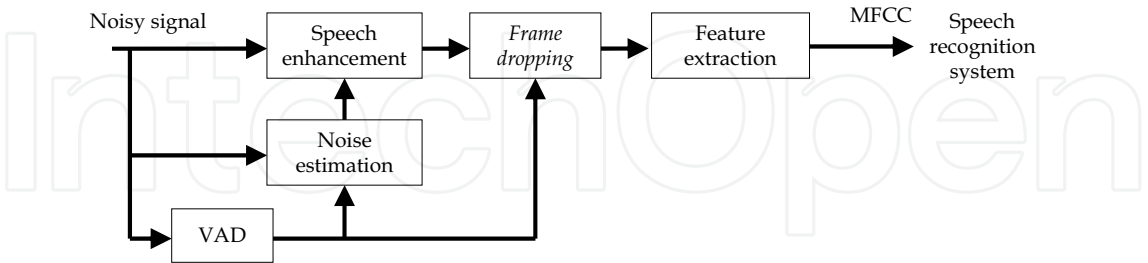 Noisy signal
Speech
enhancement
Frame
dropping
Feature
extraction
MFCC
Speech
recognition
system
Noise
estimation
VAD
IntechOpen